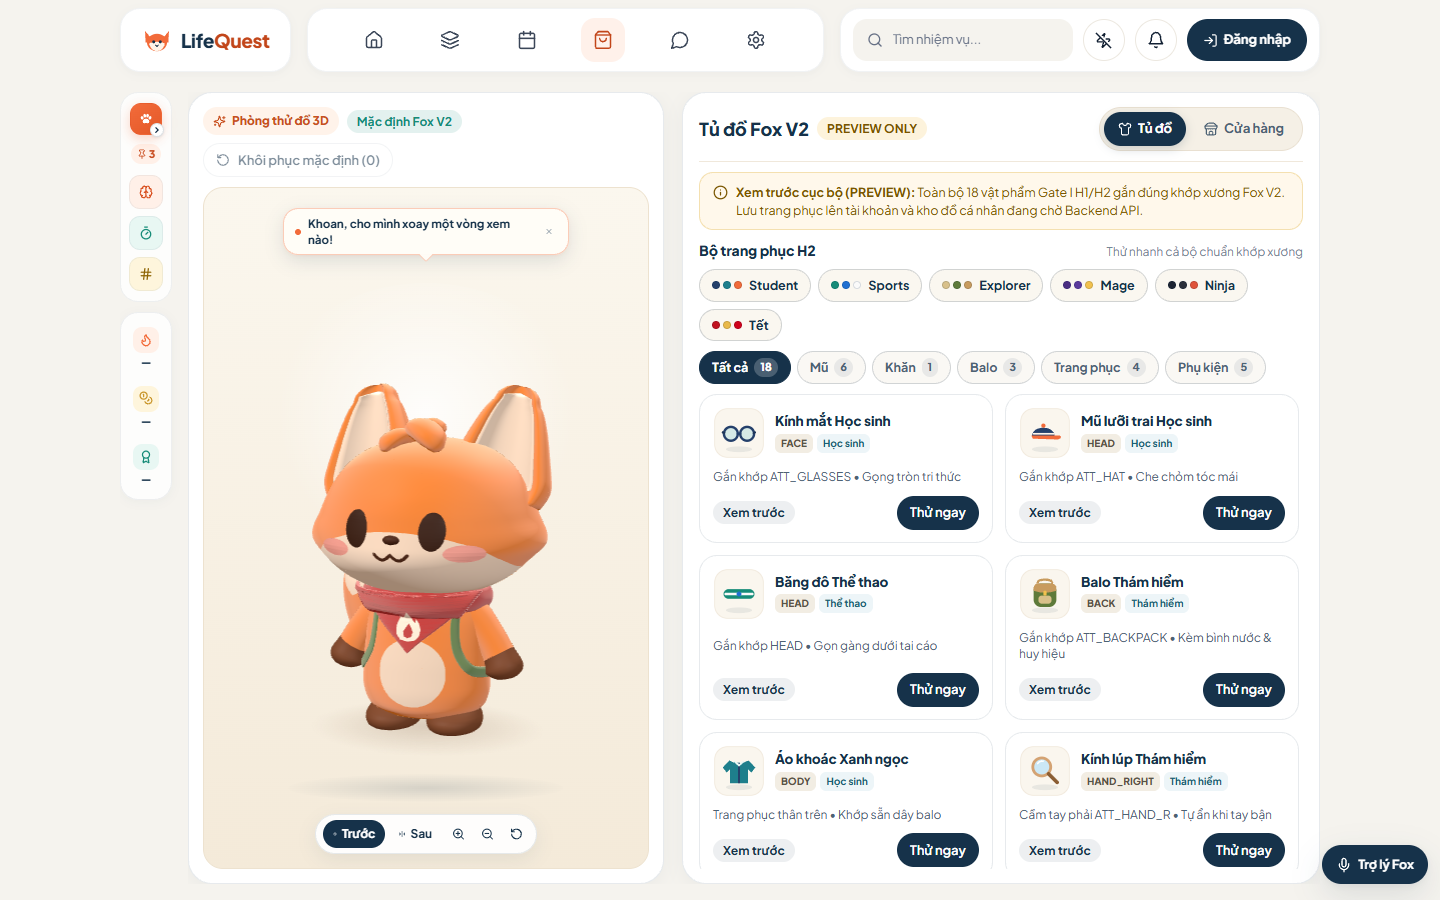 LifeQuest
Tìm nhiệm vụ...
Đăng nhập
3
Phòng thử đồ 3D
Mặc định Fox V2
Khôi phục mặc định (0)
Khoan, cho mình xoay một vòng xem
nào!
Trước
Sau
Tủ đồ Fox V2
PREVIEW ONLY
Tủ đồ
Cửa hàng
Xem trước cục bộ (PREVIEW): Toàn bộ 18 vật phẩm Gate I H1/H2 gắn đúng khớp xương Fox V2.
Lưu trang phục lên tài khoản và kho đồ cá nhân đang chờ Backend API.
Bộ trang phục H2
Thử nhanh cả bộ chuẩn khớp xương
Student
Sports
Explorer
Mage
Ninja
Tết
Tất cả 18
Mũ 6
Khăn 1
Balo 3
Trang phục 4
Phụ kiện 5
Kính mắt Học sinh
FACE Học sinh
Gắn khớp ATT_GLASSES • Gọng tròn tri thức
Xem trước
Thử ngay
Mũ lưỡi trai Học sinh
HEAD Học sinh
Gắn khớp ATT_HAT • Che chỏm tóc mái
Xem trước
Thử ngay
Băng đô Thể thao
HEAD Thể thao
Gắn khớp HEAD • Gọn gàng dưới tai cáo
Xem trước
Thử ngay
Balo Thám hiểm
BACK Thám hiểm
Gắn khớp ATT_BACKPACK • Kèm bình nước &
huy hiệu
Xem trước
Thử ngay
Áo khoác Xanh ngọc
BODY Học sinh
Trang phục thân trên • Khớp sẵn dây balo
Xem trước
Thử ngay
Kính lúp Thám hiểm
HAND_RIGHT Thám hiểm
Cầm tay phải ATT_HAND_R • Tự ẩn khi tay bận
Xem trước
Thử ngay
Trợ lý Fox